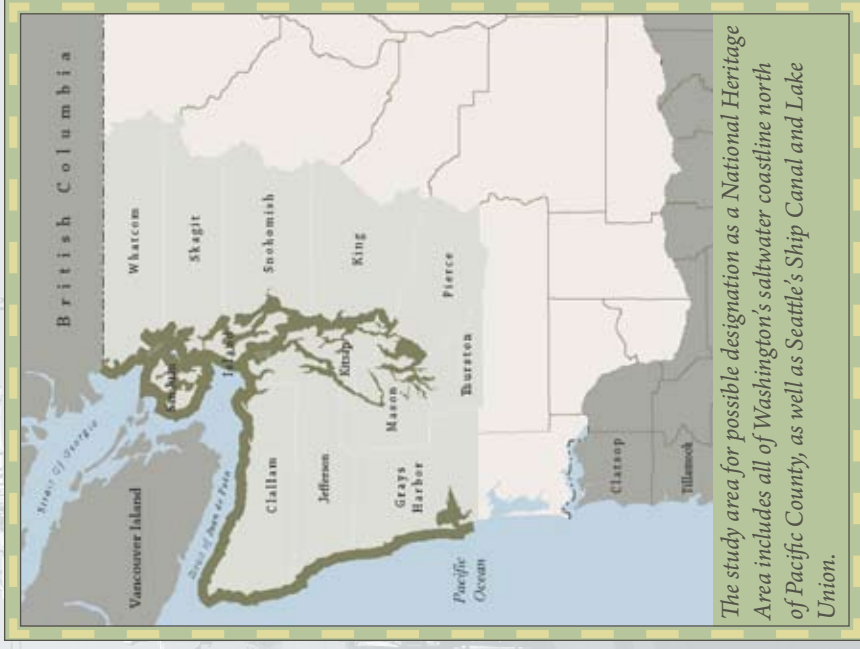 British Columbia
Strait Of Georgia
Vancouver Island
Strait of Juan de Fuca
Whatcom
San Juan
Skagit
Island
Snohomish
Clallam
Jefferson
Kitsap
King
Grays
Harbor
Mason
Pierce
Thurston
Pacific
Ocean
Clatsop
Tillamook
The study area for possible designation as a National Heritage
Area includes all of Washington's saltwater coastline north
of Pacific County, as well as Seattle's Ship Canal and Lake
Union.